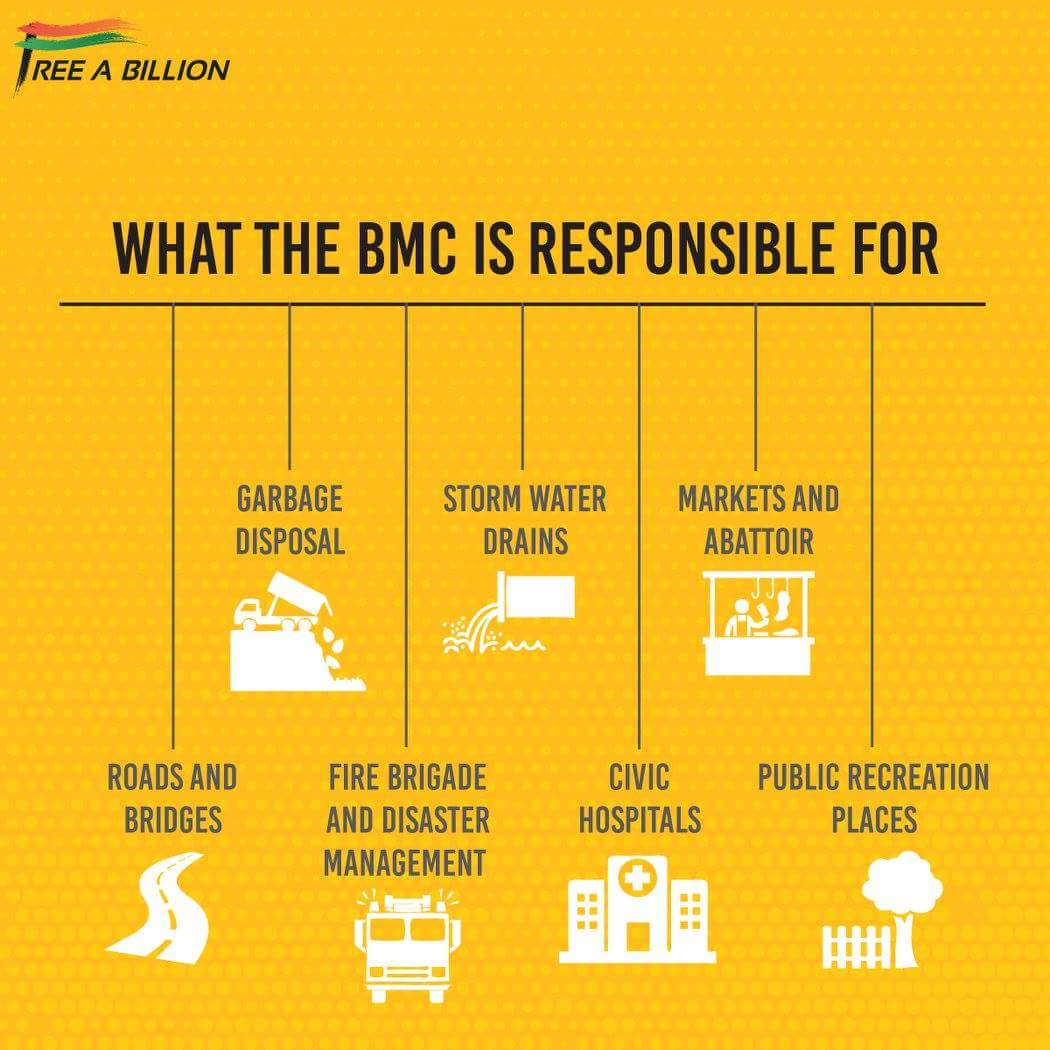 FREE A BILLION
WHAT THE BMC IS RESPONSIBLE FOR
GARBAGE
DISPOSAL
STORM WATER
DRAINS
MARKETS AND
ABATTOIR
ROADS AND
BRIDGES
FIRE BRIGADE
AND DISASTER
MANAGEMENT
CIVIC
HOSPITALS
PUBLIC RECREATION
PLACES